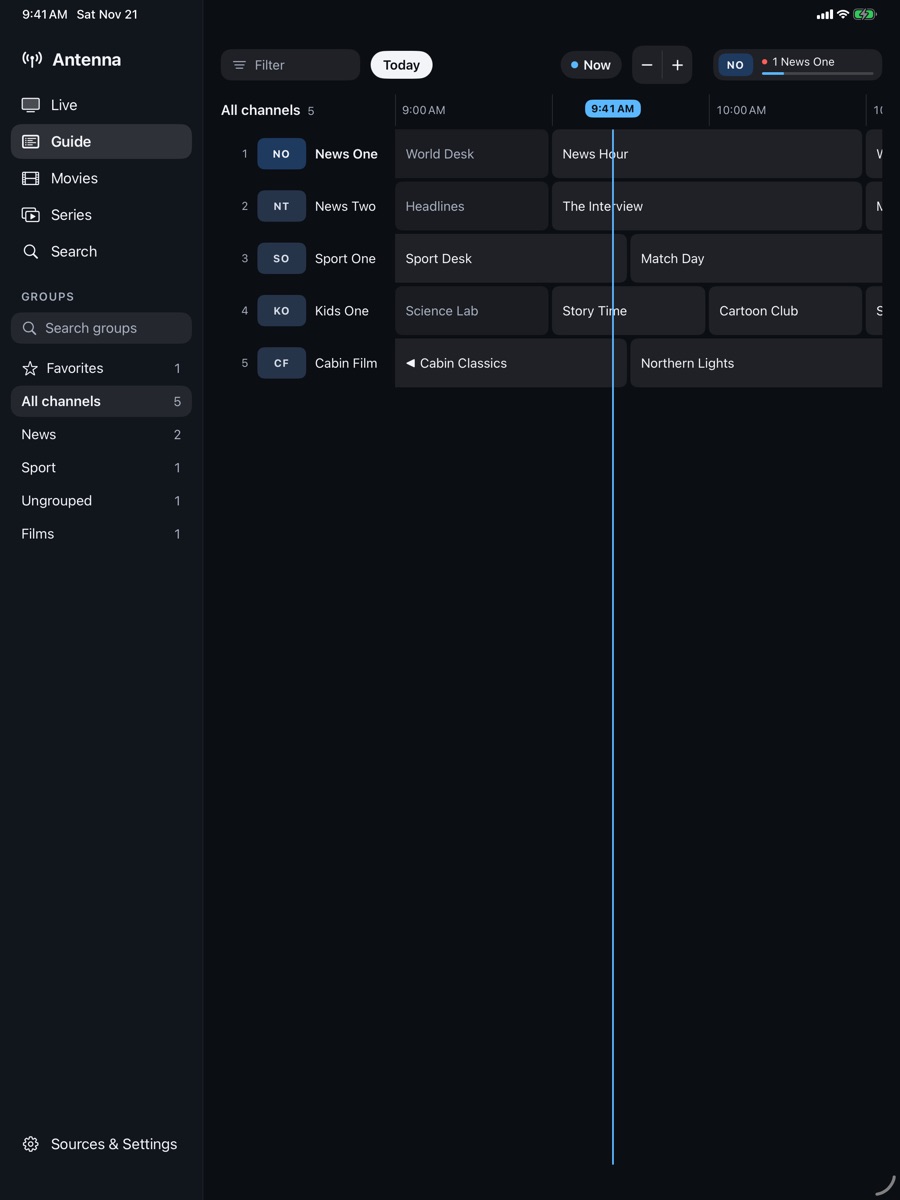 9:41 AM Sat Nov 21
Antenna
Live
Guide
Movies
Series
Search
GROUPS
Search groups
Favorites 1
All channels 5
News 2
Sport 1
Ungrouped 1
Films 1
Sources & Settings
Filter
Today
Now
NO
1 News One
All channels 5
9:00 AM
9:41 AM
10:00 AM
1 NO News One World Desk News Hour
2 NT News Two Headlines The Interview
3 SO Sport One Sport Desk Match Day
4 KO Kids One Science Lab Story Time Cartoon Club
5 CF Cabin Film Cabin Classics Northern Lights